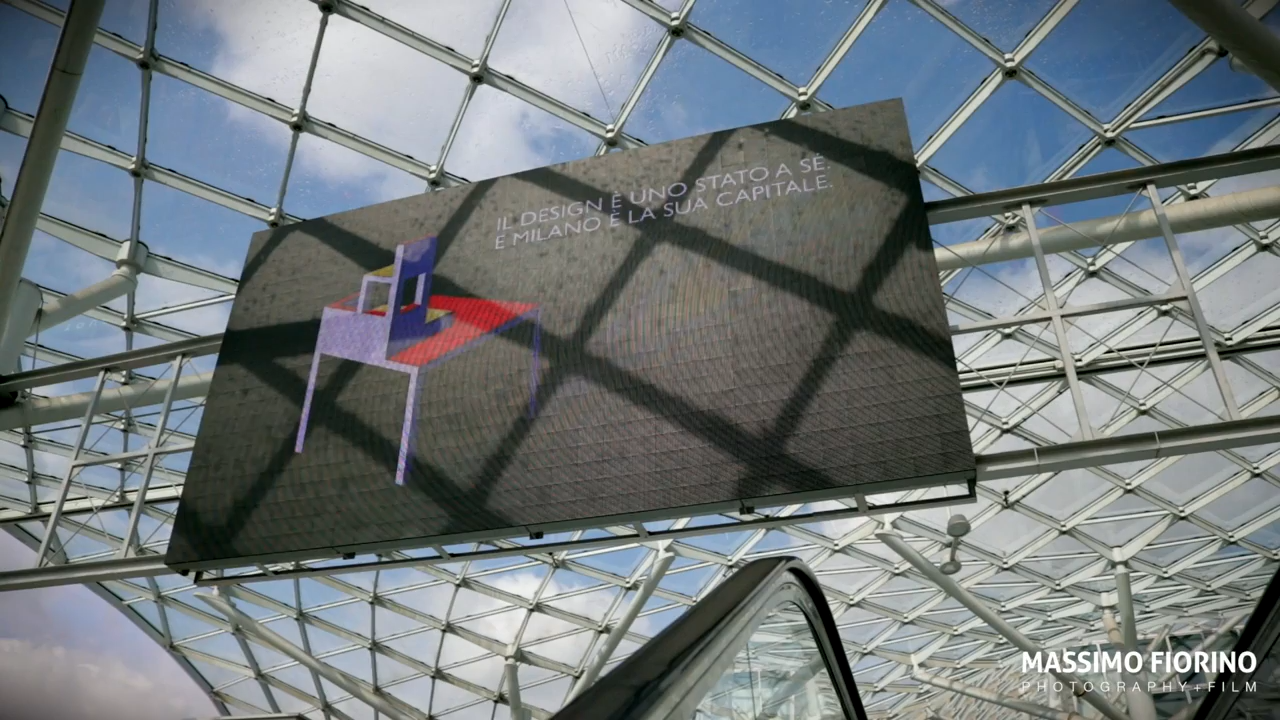 IL DESIGN È UNO STATO A SÉ.
E MILANO È LA SUA CAPITALE.
MASSIMO FIORINO
PHOTOGRAPHY+FILM